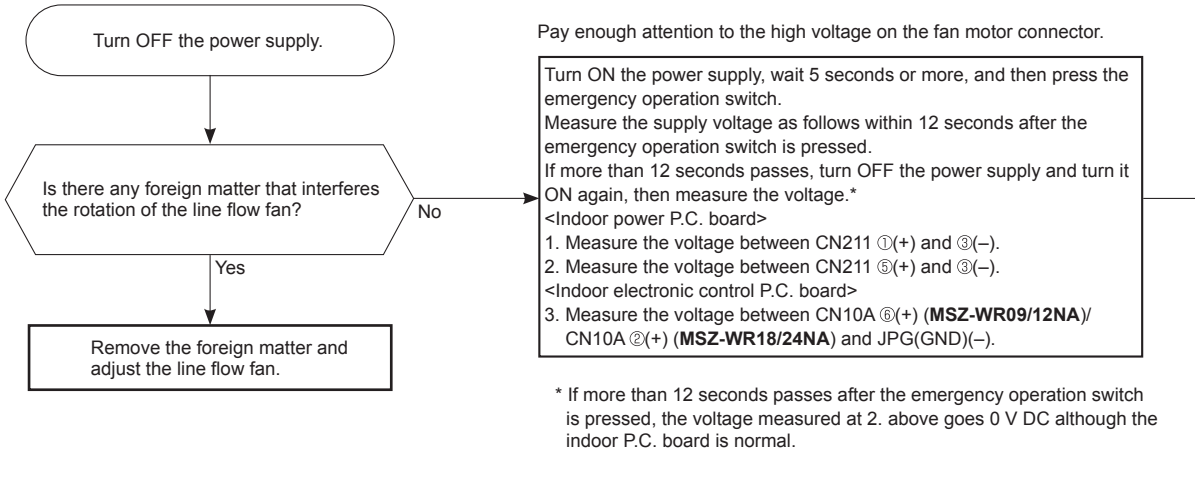 Turn OFF the power supply.
Is there any foreign matter that interferes
the rotation of the line flow fan?
No
Yes
Remove the foreign matter and
adjust the line flow fan.
Pay enough attention to the high voltage on the fan motor connector.
Turn ON the power supply, wait 5 seconds or more, and then press the
emergency operation switch.
Measure the supply voltage as follows within 12 seconds after the
emergency operation switch is pressed.
If more than 12 seconds passes, turn OFF the power supply and turn it
ON again, then measure the voltage.*
<Indoor power P.C. board>
1. Measure the voltage between CN211 ①(+) and ③(–).
2. Measure the voltage between CN211 ⑤(+) and ③(–).
<Indoor electronic control P.C. board>
3. Measure the voltage between CN10A ⑥(+) (MSZ-WR09/12NA)/
CN10A ②(+) (MSZ-WR18/24NA) and JPG(GND)(–).
* If more than 12 seconds passes after the emergency operation switch
is pressed, the voltage measured at 2. above goes 0 V DC although the
indoor P.C. board is normal.